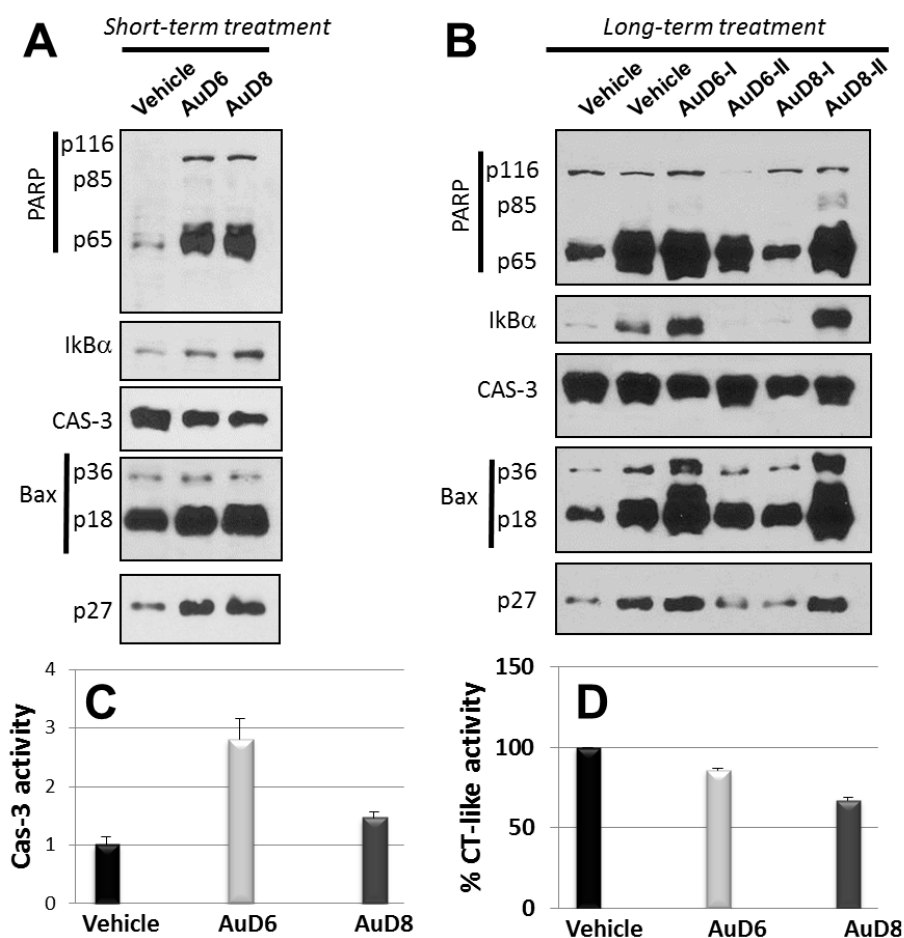 A
Short-term treatment
Vehicle
AuD6
AuD8
PARP
p116
p85
p65
IkBα
CAS-3
Bax
p36
p18
p27
B
Long-term treatment
Vehicle
Vehicle
AuD6-I
AuD6-II
AuD8-I
AuD8-II
PARP
p116
p85
p65
IkBα
CAS-3
Bax
p36
p18
p27
C
Cas-3 activity
4
3
2
1
0
Vehicle
AuD6
AuD8
D
% CT-like activity
150
100
50
0
Vehicle
AuD6
AuD8